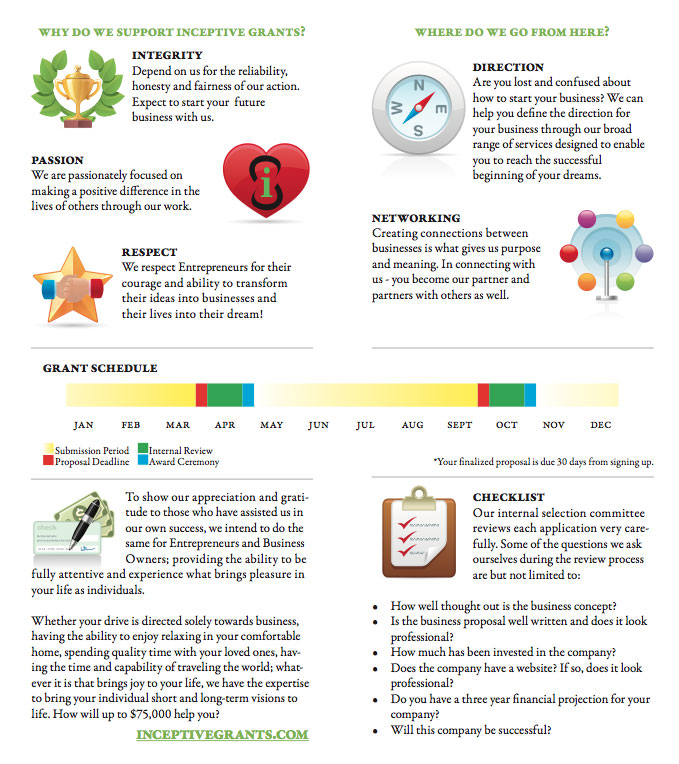 WHY DO WE SUPPORT INCEPTIVE GRANTS?
INTEGRITY
Depend on us for the reliability,
honesty and fairness of our action.
Expect to start your future
business with us.
PASSION
We are passionately focused on
making a positive difference in the
lives of others through our work.
i
RESPECT
We respect Entrepreneurs for their
courage and ability to transform
their ideas into businesses and
their lives into their dream!
WHERE DO WE GO FROM HERE?
N
W
E
S
DIRECTION
Are you lost and confused about
how to start your business? We can
help you define the direction for
your business through our broad
range of services designed to enable
you to reach the successful
beginning of your dreams.
NETWORKING
Creating connections between
businesses is what gives us purpose
and meaning. In connecting with
us - you become our partner and
partners with others as well.
GRANT SCHEDULE
JAN FEB MAR APR MAY JUN JUL AUG SEPT OCT NOV DEC
Submission Period Internal Review
Proposal Deadline Award Ceremony
*Your finalized proposal is due 30 days from signing up.
check
To show our appreciation and grati-
tude to those who have assisted us in
our own success, we intend to do the
same for Entrepreneurs and Business
Owners; providing the ability to be
fully attentive and experience what brings pleasure in
your life as individuals.
Whether your drive is directed solely towards business,
having the ability to enjoy relaxing in your comfortable
home, spending quality time with your loved ones, hav-
ing the time and capability of traveling the world; what-
ever it is that brings joy to your life, we have the expertise
to bring your individual short and long-term visions to
life. How will up to $75,000 help you?
INCEPTIVEGRANTS.COM
CHECKLIST
Our internal selection committee
reviews each application very care-
fully. Some of the questions we ask
ourselves during the review process
are but not limited to:
• How well thought out is the business concept?
• Is the business proposal well written and does it look
professional?
• How much has been invested in the company?
• Does the company have a website? If so, does it look
professional?
• Do you have a three year financial projection for your
company?
• Will this company be successful?